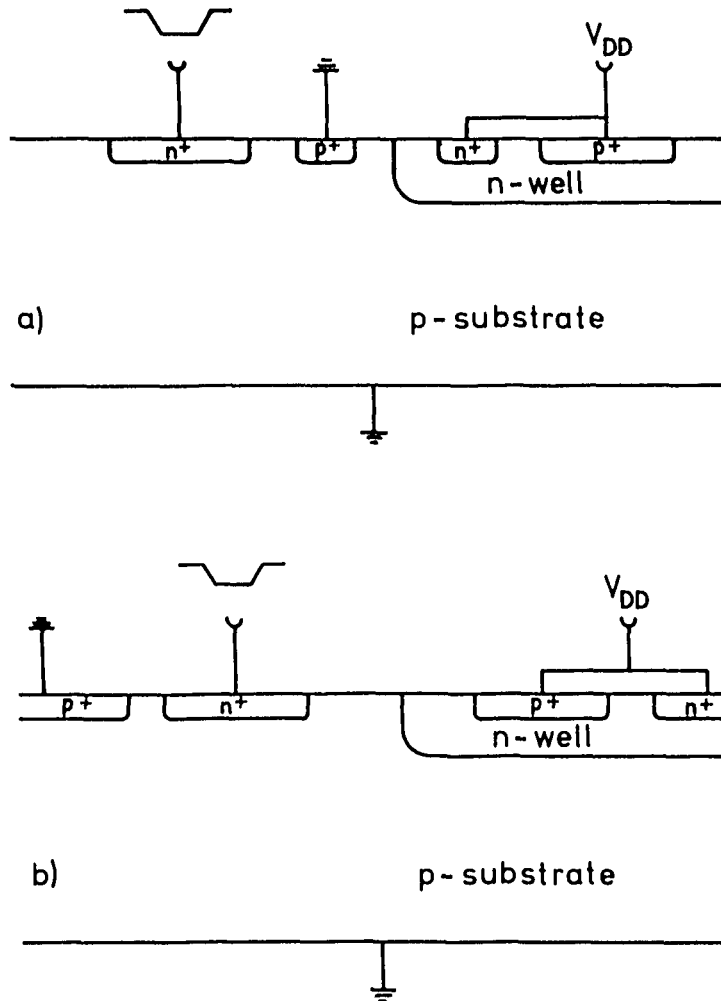 V_DD
n+ p+ n+ p+
n-well
a) p-substrate
V_DD
p+ n+ p+ n+
n-well
b) p-substrate